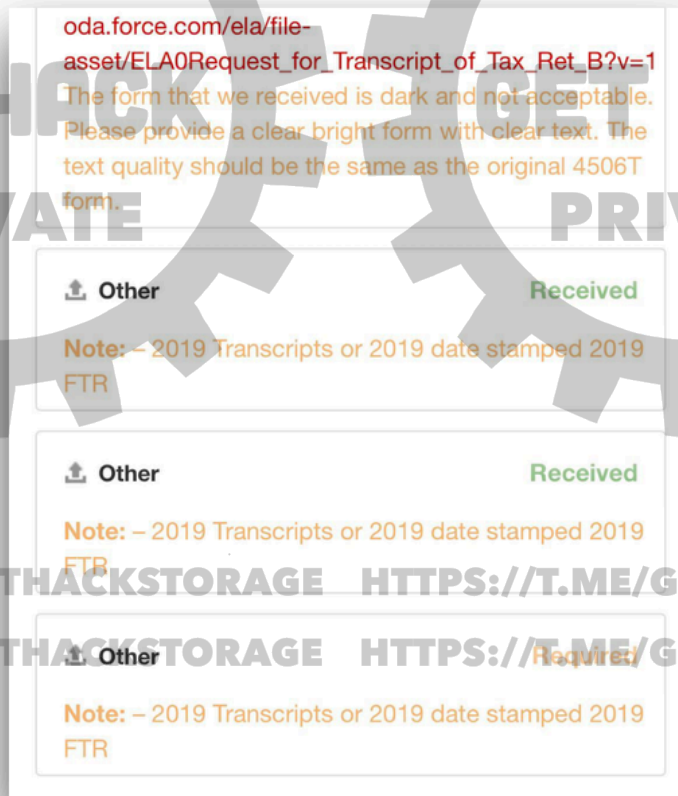 oda.force.com/ela/file-
asset/ELA0Request_for_Transcript_of_Tax_Ret_B?v=1
The form that we received is dark and not acceptable.
Please provide a clear bright form with clear text. The
text quality should be the same as the original 4506T
form.
HACK GET
VATE PRIV
Other Received
Note: – 2019 Transcripts or 2019 date stamped 2019
FTR
Other Received
Note: – 2019 Transcripts or 2019 date stamped 2019
FTR
THACKSTORAGE HTTPS://T.ME/G
Other Required
THACKSTORAGE HTTPS://T.ME/G
Note: – 2019 Transcripts or 2019 date stamped 2019
FTR